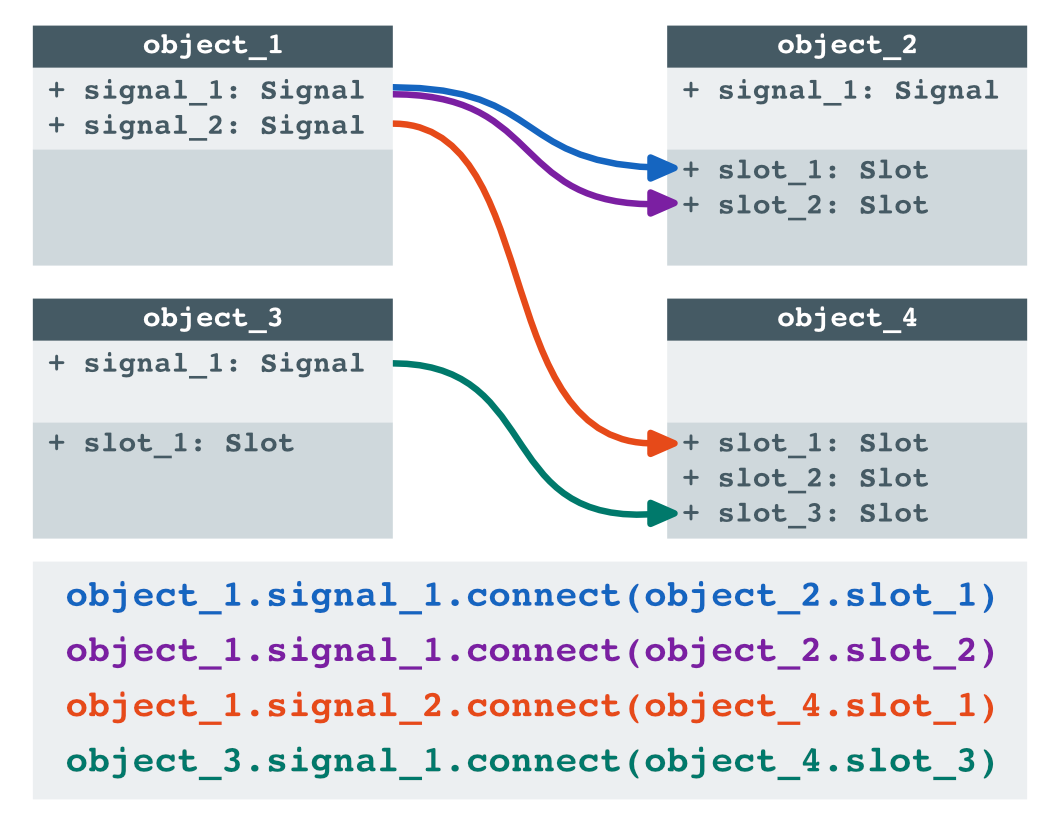 object_1
+ signal_1: Signal
+ signal_2: Signal
object_2
+ signal_1: Signal
+ slot_1: Slot
+ slot_2: Slot
object_3
+ signal_1: Signal
+ slot_1: Slot
object_4
+ slot_1: Slot
+ slot_2: Slot
+ slot_3: Slot
object_1.signal_1.connect(object_2.slot_1)
object_1.signal_1.connect(object_2.slot_2)
object_1.signal_2.connect(object_4.slot_1)
object_3.signal_1.connect(object_4.slot_3)